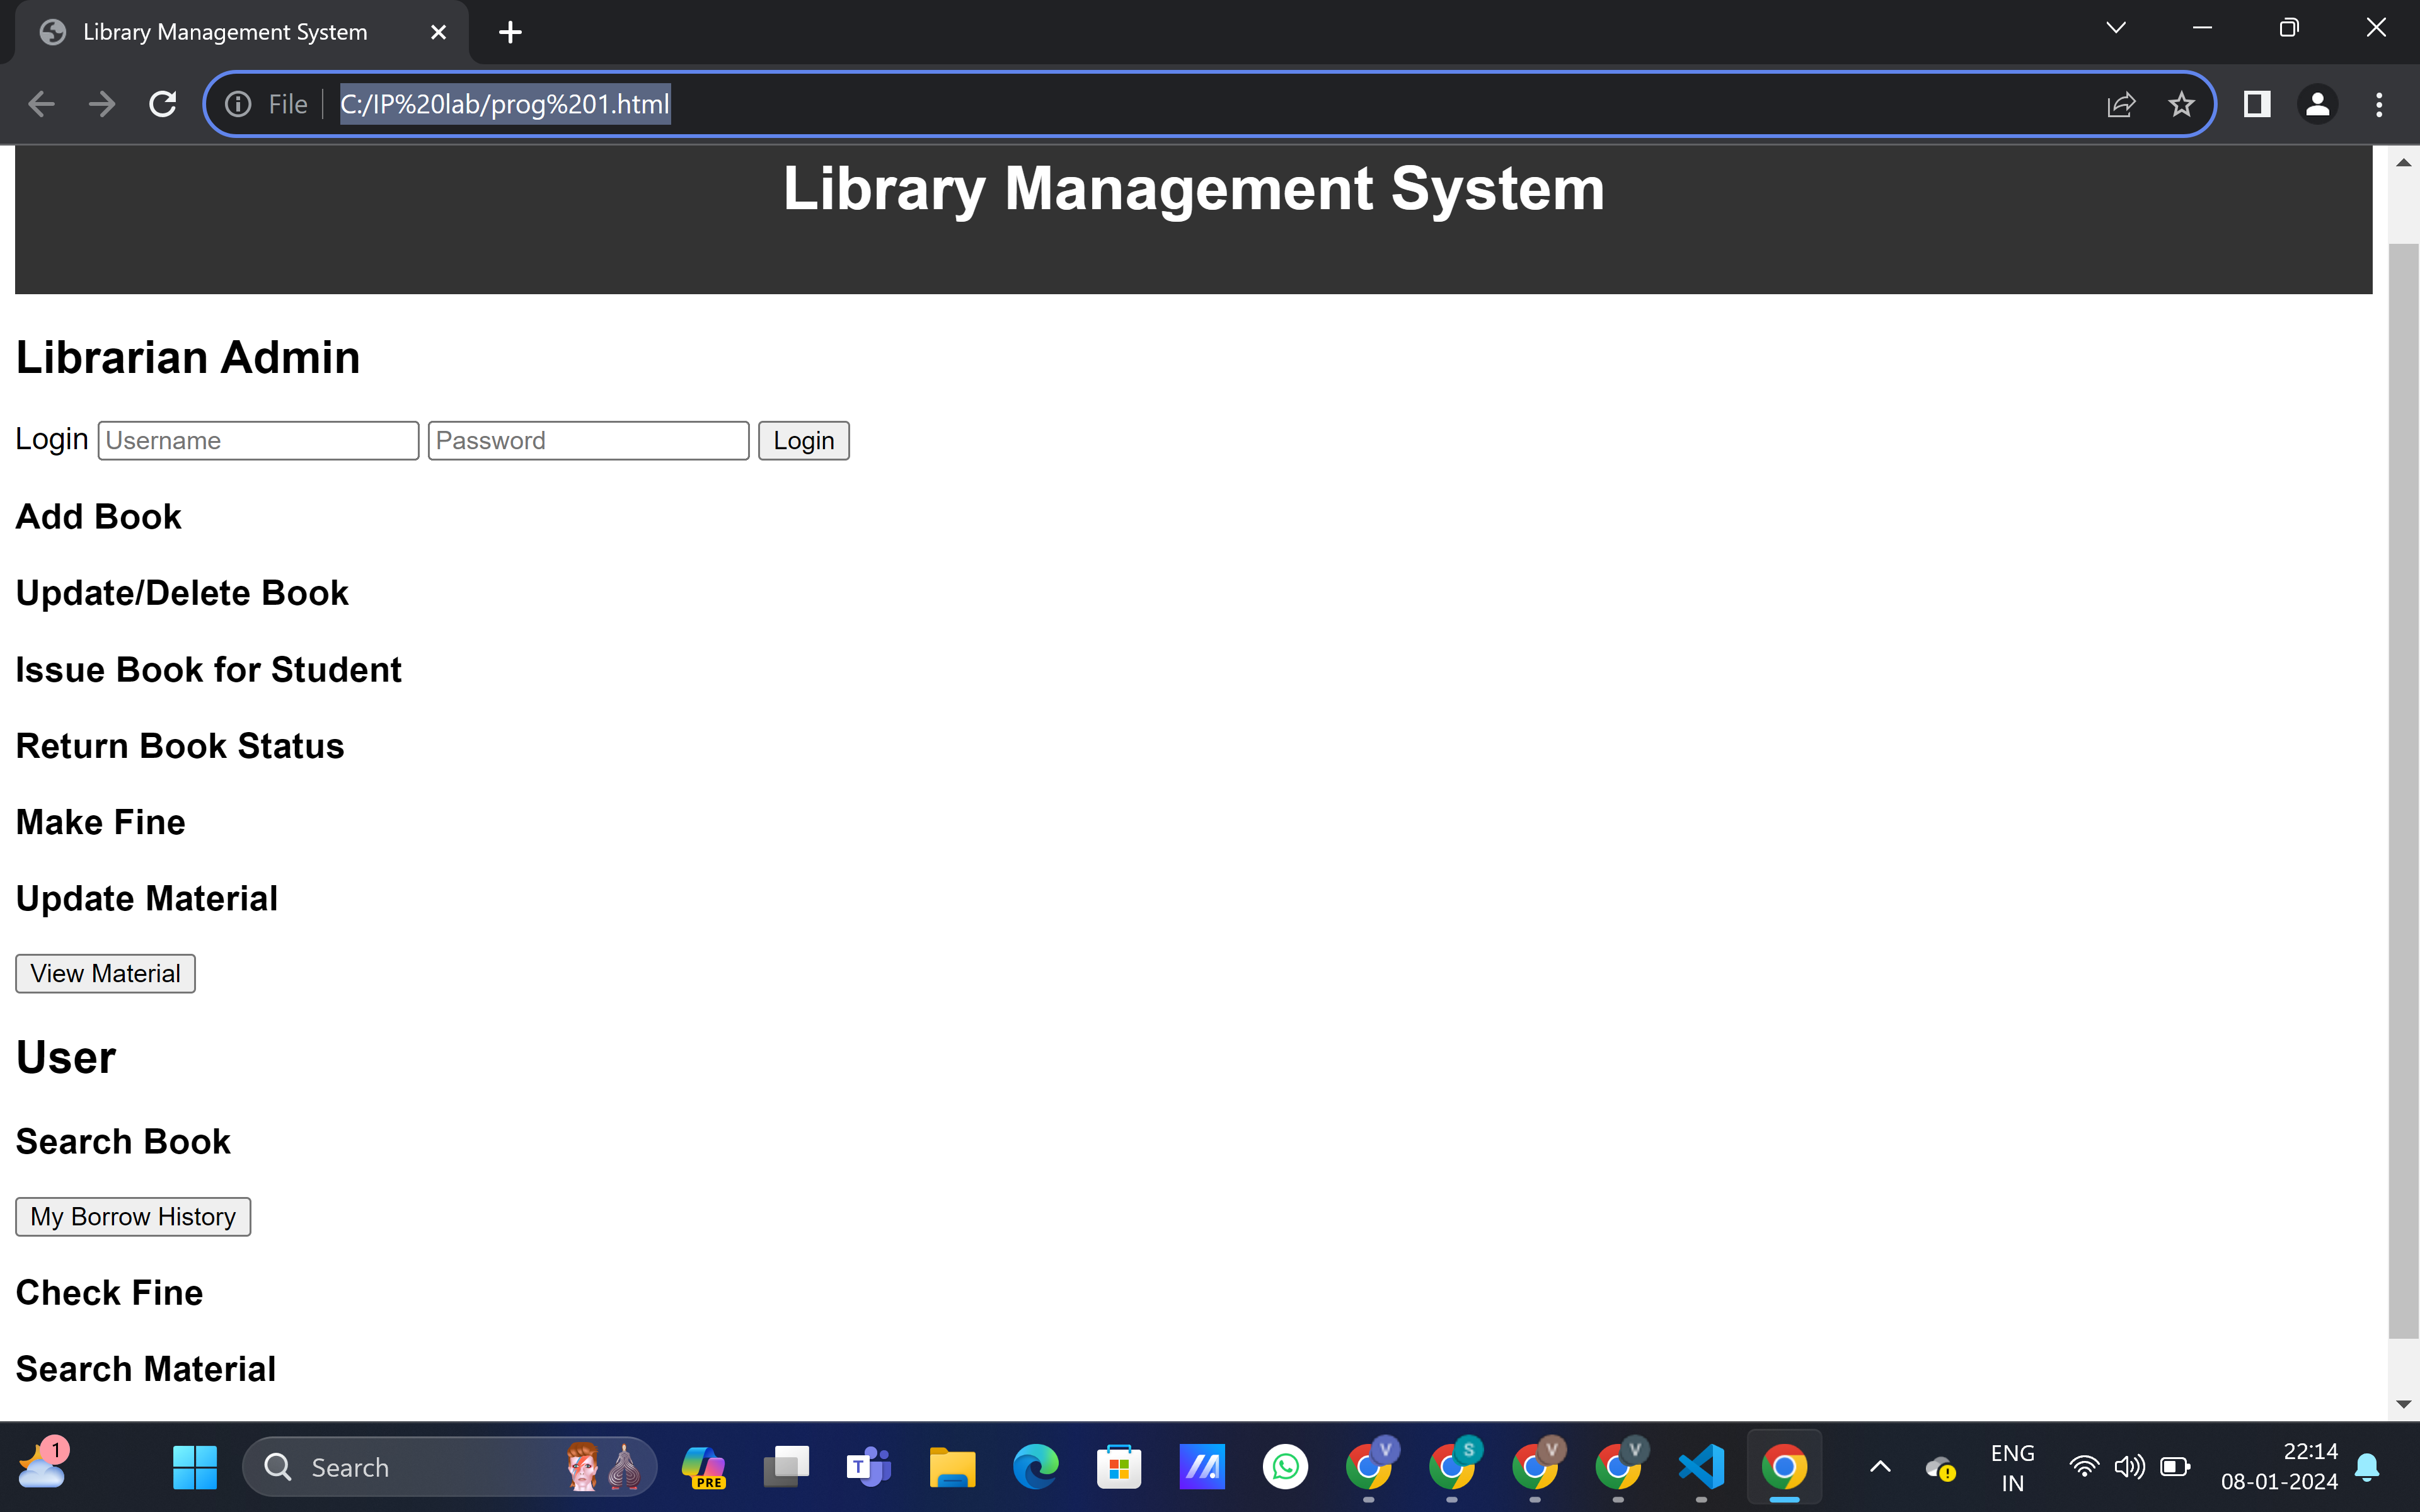 Library Management System
File C:/IP%20lab/prog%201.html
Library Management System
Librarian Admin
Login Username Password Login
Add Book
Update/Delete Book
Issue Book for Student
Return Book Status
Make Fine
Update Material
View Material
User
Search Book
My Borrow History
Check Fine
Search Material
1
Search
PRE
T
V
S
V
V
ENG
IN
22:14
08-01-2024